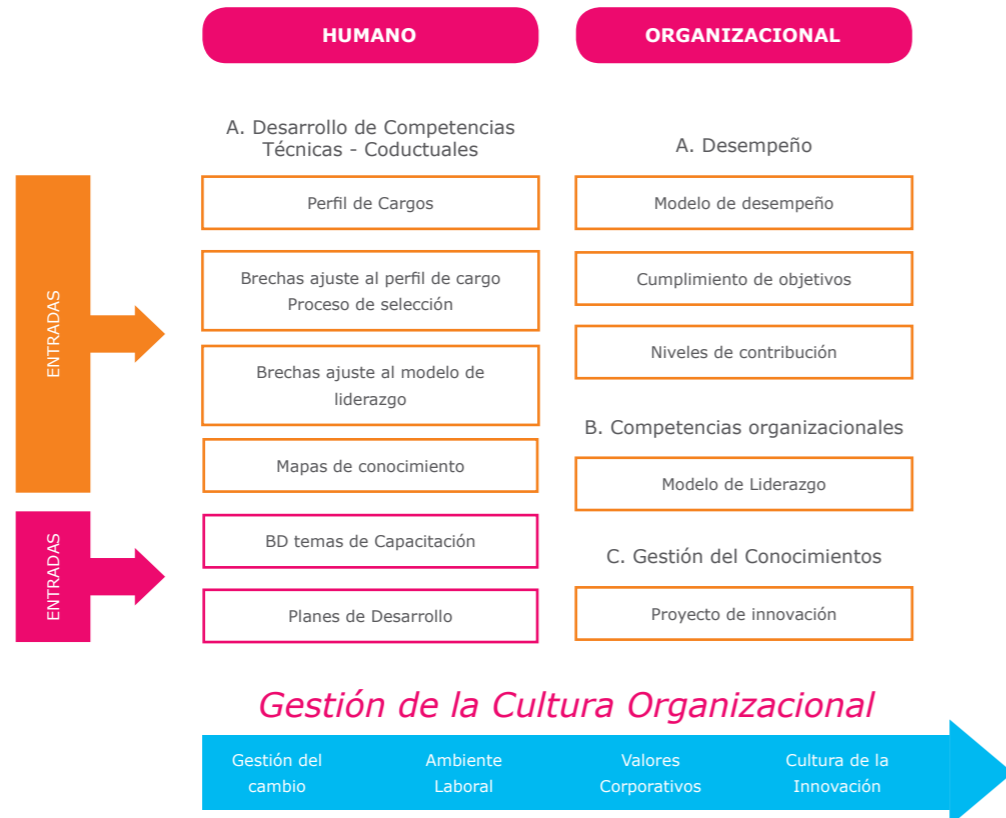 HUMANO
ORGANIZACIONAL
A. Desarrollo de Competencias
Técnicas - Coductuales
A. Desempeño
ENTRADAS
Perfil de Cargos
Brechas ajuste al perfil de cargo
Proceso de selección
Brechas ajuste al modelo de
liderazgo
Mapas de conocimiento
Modelo de desempeño
Cumplimiento de objetivos
Niveles de contribución
B. Competencias organizacionales
Modelo de Liderazgo
ENTRADAS
BD temas de Capacitación
Planes de Desarrollo
C. Gestión del Conocimientos
Proyecto de innovación
Gestión de la Cultura Organizacional
Gestión del
cambio
Ambiente
Laboral
Valores
Corporativos
Cultura de la
Innovación